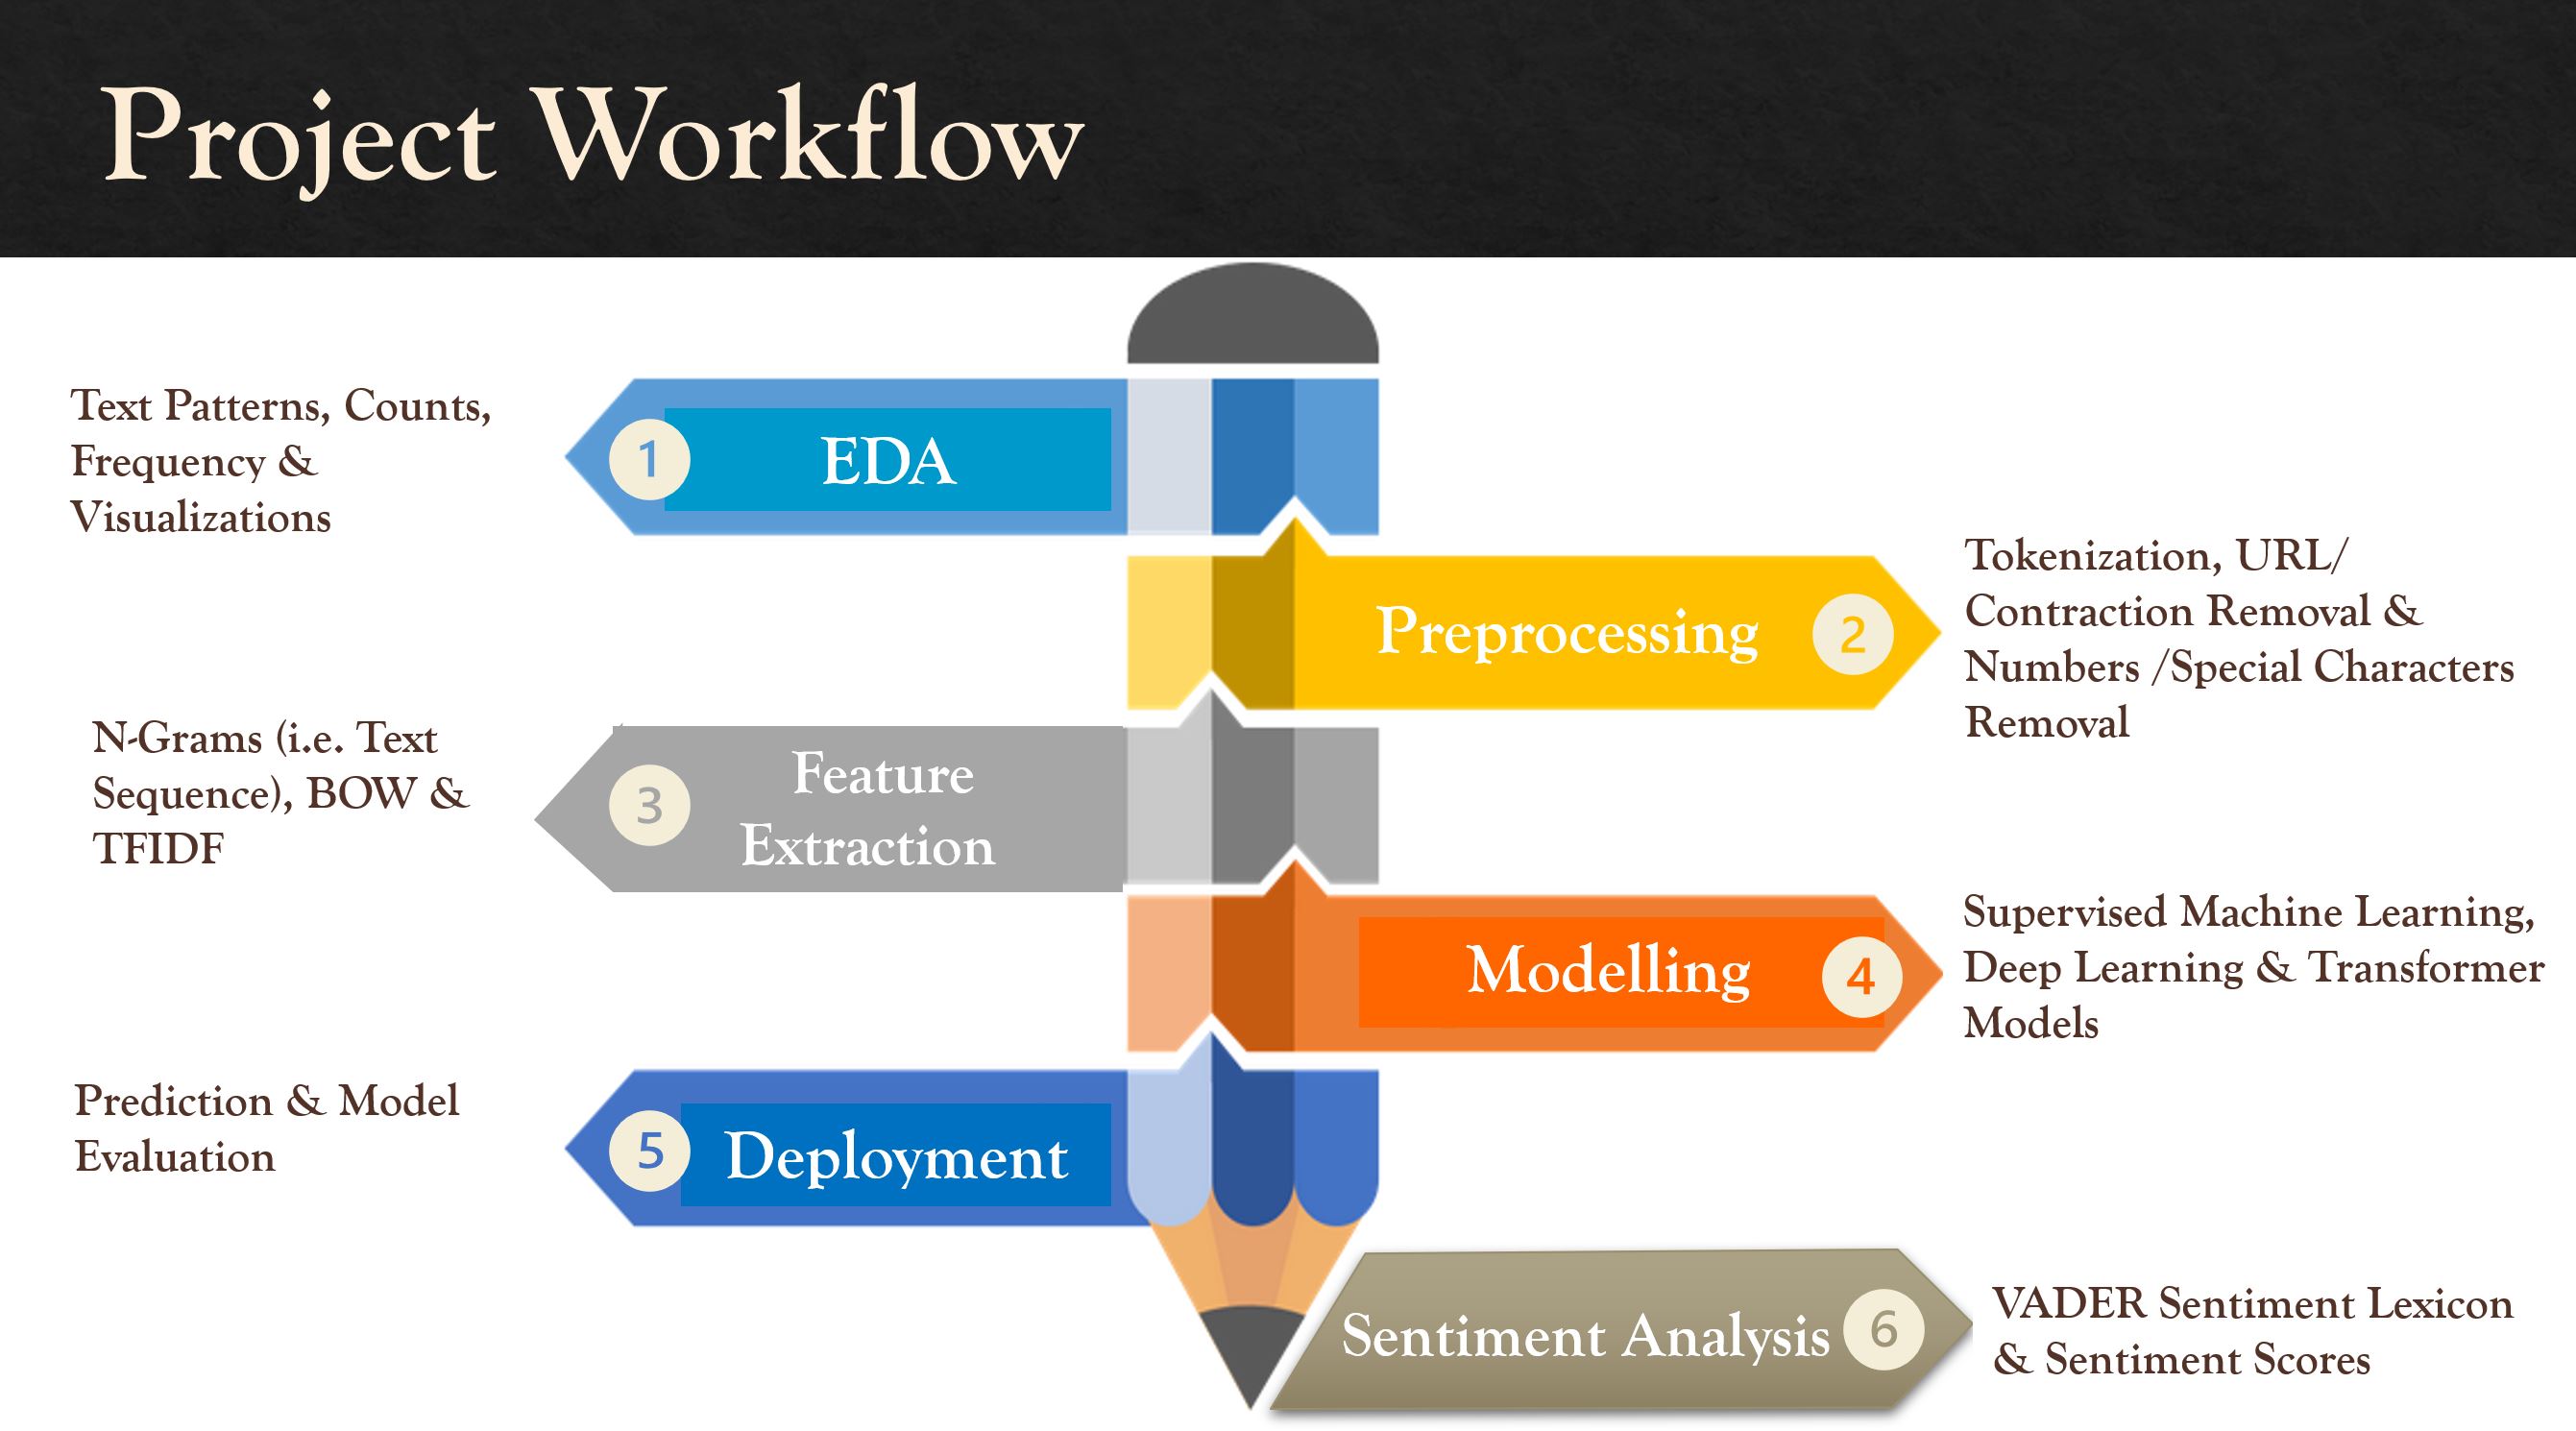 Project Workflow
Text Patterns, Counts,
Frequency &
Visualizations
1
EDA
Preprocessing
2
Tokenization, URL/
Contraction Removal &
Numbers /Special Characters
Removal
N-Grams (i.e. Text
Sequence), BOW &
TFIDF
3
Feature
Extraction
Modelling
4
Supervised Machine Learning,
Deep Learning & Transformer
Models
Prediction & Model
Evaluation
5
Deployment
Sentiment Analysis
6
VADER Sentiment Lexicon
& Sentiment Scores